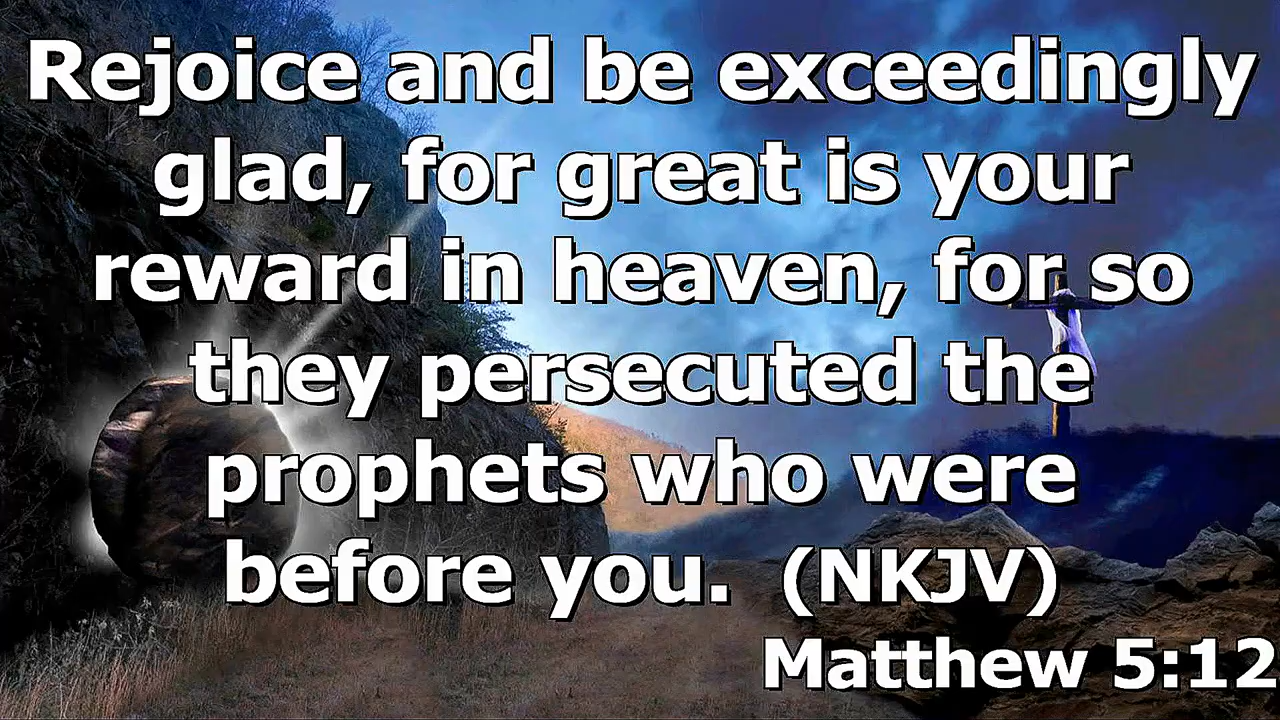 Rejoice and be exceedingly
glad, for great is your
reward in heaven, for so
they persecuted the
prophets who were
before you. (NKJV)
Matthew 5:12